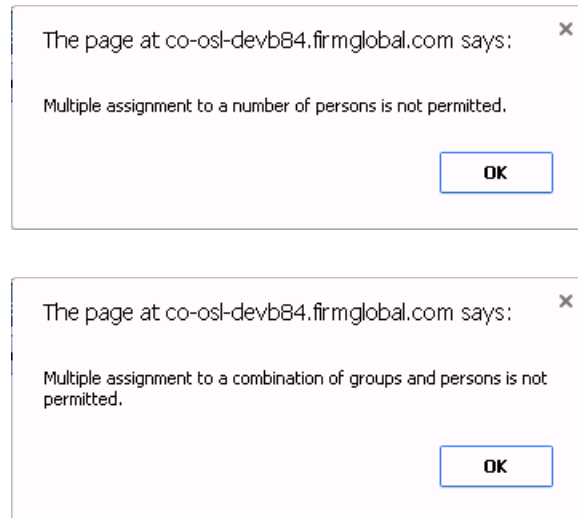 The page at co-osl-devb84.firmglobal.com says:
Multiple assignment to a number of persons is not permitted.
OK
The page at co-osl-devb84.firmglobal.com says:
Multiple assignment to a combination of groups and persons is not
permitted.
OK